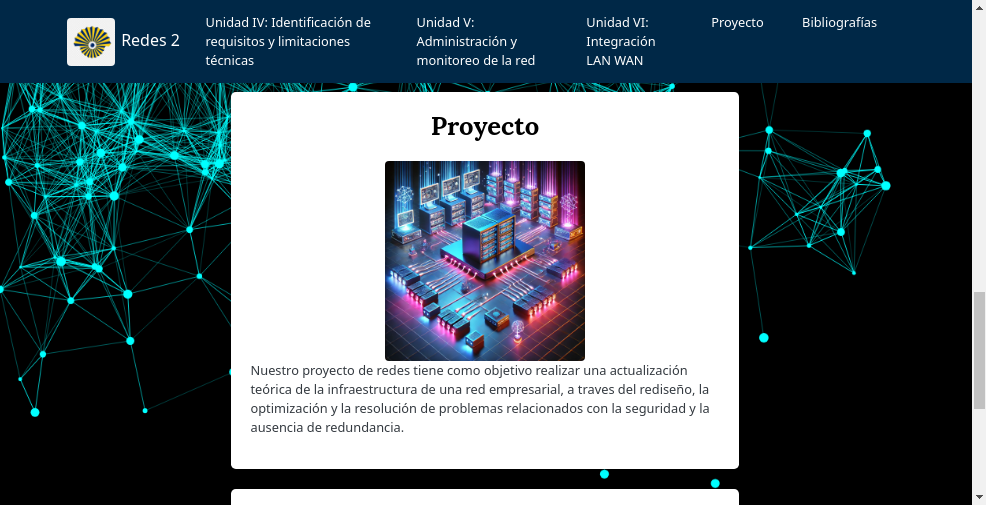 Redes 2
Unidad IV: Identificación de
requisitos y limitaciones
técnicas
Unidad V:
Administración y
monitoreo de la red
Unidad VI:
Integración
LAN WAN
Proyecto
Bibliografías
Proyecto
Nuestro proyecto de redes tiene como objetivo realizar una actualización
teórica de la infraestructura de una red empresarial, a traves del rediseño, la
optimización y la resolución de problemas relacionados con la seguridad y la
ausencia de redundancia.